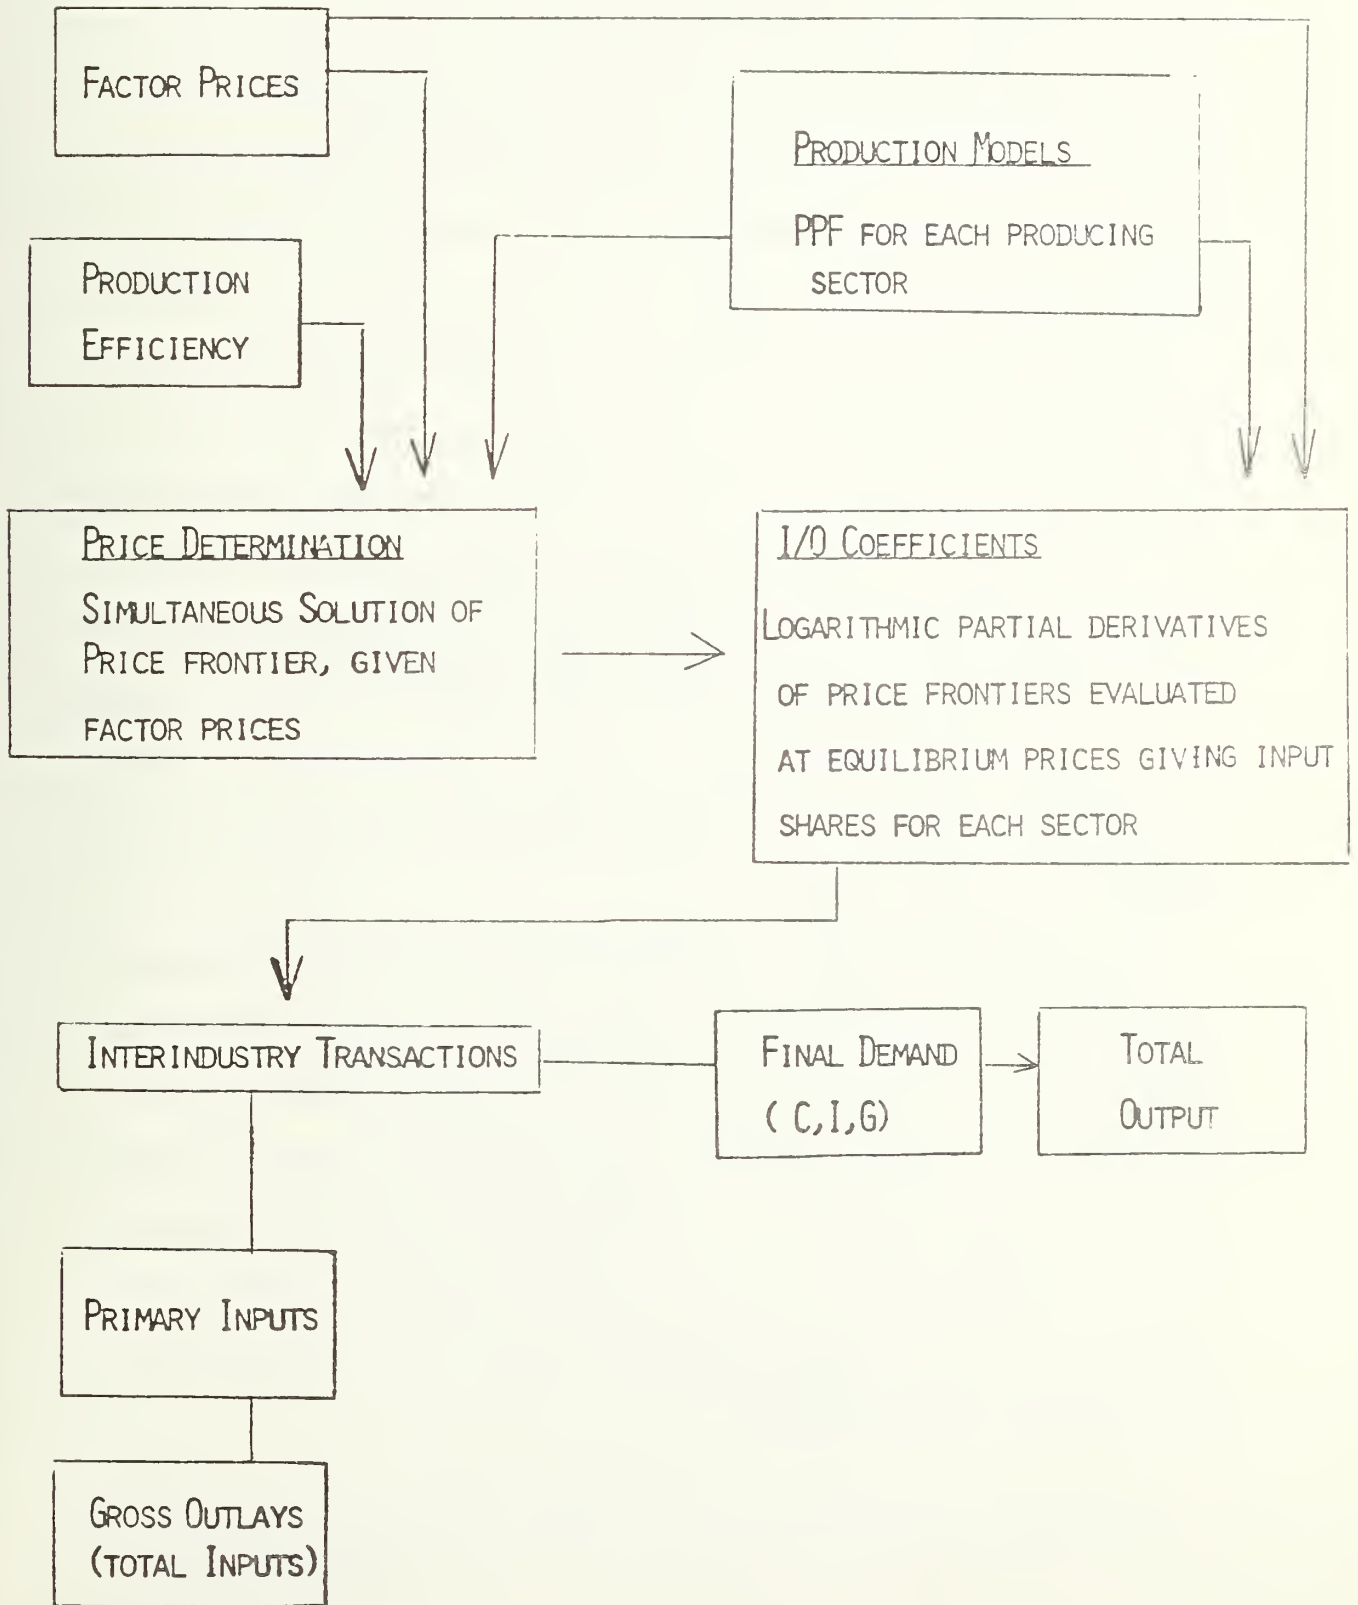 FACTOR PRICES
PRODUCTION MODELS
PPF FOR EACH PRODUCING
SECTOR
PRODUCTION
EFFICIENCY
PRICE DETERMINATION
SIMULTANEOUS SOLUTION OF
PRICE FRONTIER, GIVEN
FACTOR PRICES
I/O COEFFICIENTS
LOGARITHMIC PARTIAL DERIVATIVES
OF PRICE FRONTIERS EVALUATED
AT EQUILIBRIUM PRICES GIVING INPUT
SHARES FOR EACH SECTOR
INTERINDUSTRY TRANSACTIONS
FINAL DEMAND
( C,I,G)
TOTAL
OUTPUT
PRIMARY INPUTS
GROSS OUTLAYS
(TOTAL INPUTS)